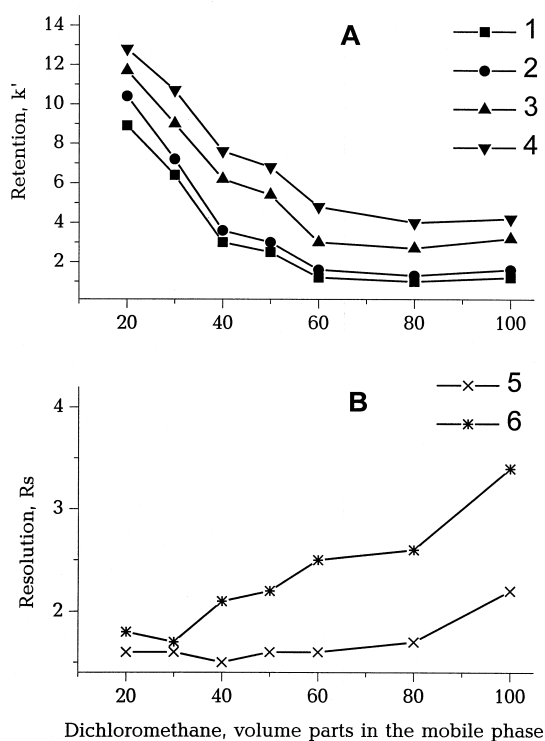 A
1
2
3
4
Retention, k'
14
12
10
8
6
4
2
20 40 60 80 100
B
5
6
Resolution, Rs
4
3
2
20 40 60 80 100
Dichloromethane, volume parts in the mobile phase